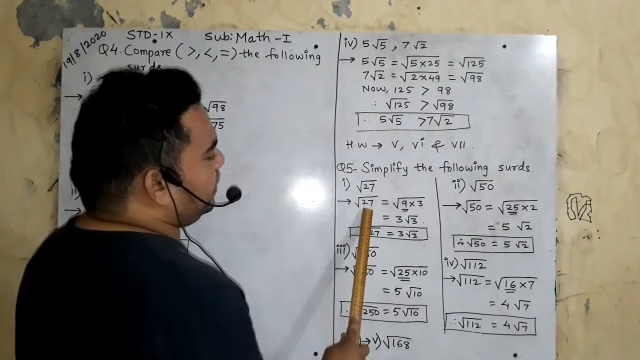 19/8/2020
STD-IX Sub: Math-I
Q4. Compare (>, <, =) the following
surds
i)
→
√98
75
iv) 5√5 , 7√2
→ 5√5 = √5×25 = √125
7√2 = √2×49 = √98
Now, 125 > 98
∴ √125 > √98
∴ 5√5 > 7√2
H.W → V, Vi & VII
Q5- Simplify the following surds.
i) √27
→ √27 = √9×3
= 3√3
27 = 3√3
ii) √50
→ √50 = √25×2
= 5√2
∴ √50 = 5√2
iii)
→ = √25×10
= 5√10
∴ 250 = 5√10
iv) √112
→ √112 = √16×7
= 4√7
∴ √112 = 4√7
→ v) √168